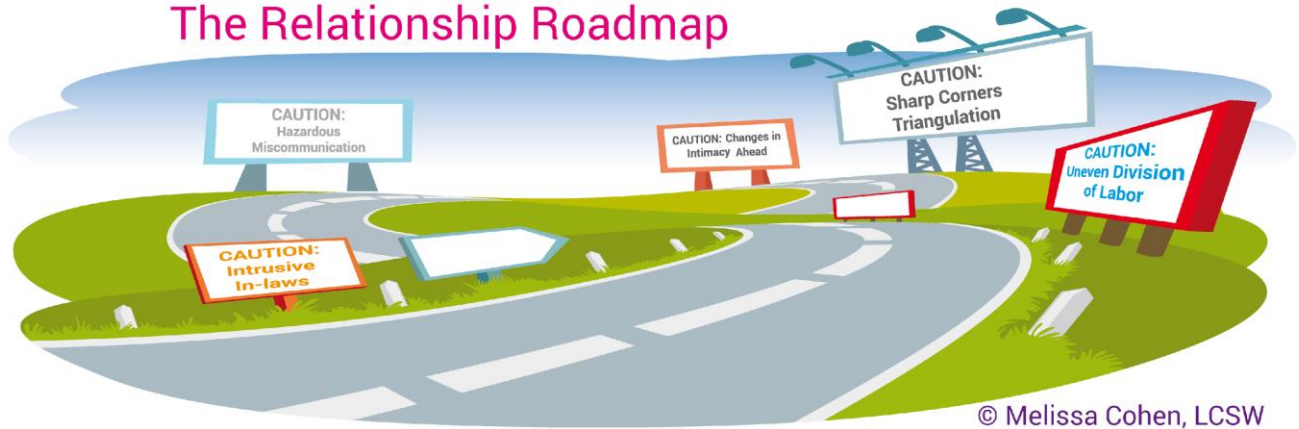 The Relationship Roadmap
CAUTION:
Hazardous
Miscommunication
CAUTION: Changes in
Intimacy Ahead
CAUTION:
Sharp Corners
Triangulation
CAUTION:
Uneven Division
of Labor
CAUTION:
Intrusive
In-laws
© Melissa Cohen, LCSW